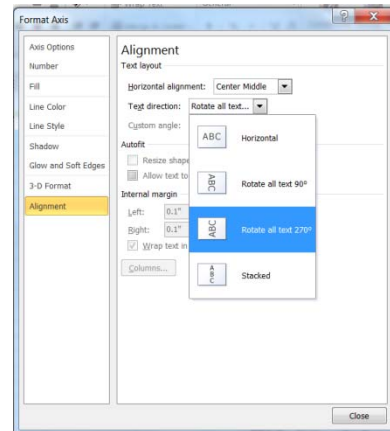 Format Axis
Axis Options
Number
Fill
Line Color
Line Style
Shadow
Glow and Soft Edges
3-D Format
Alignment
Alignment
Text layout
Horizontal alignment: Center Middle
Text direction: Rotate all text...
Custom angle:
Autofit
Resize shape
Allow text to
Internal margin
Left: 0.1"
Right: 0.1"
Wrap text in
Columns...
ABC Horizontal
ABC Rotate all text 90°
ABC Rotate all text 270°
ABC Stacked
Close